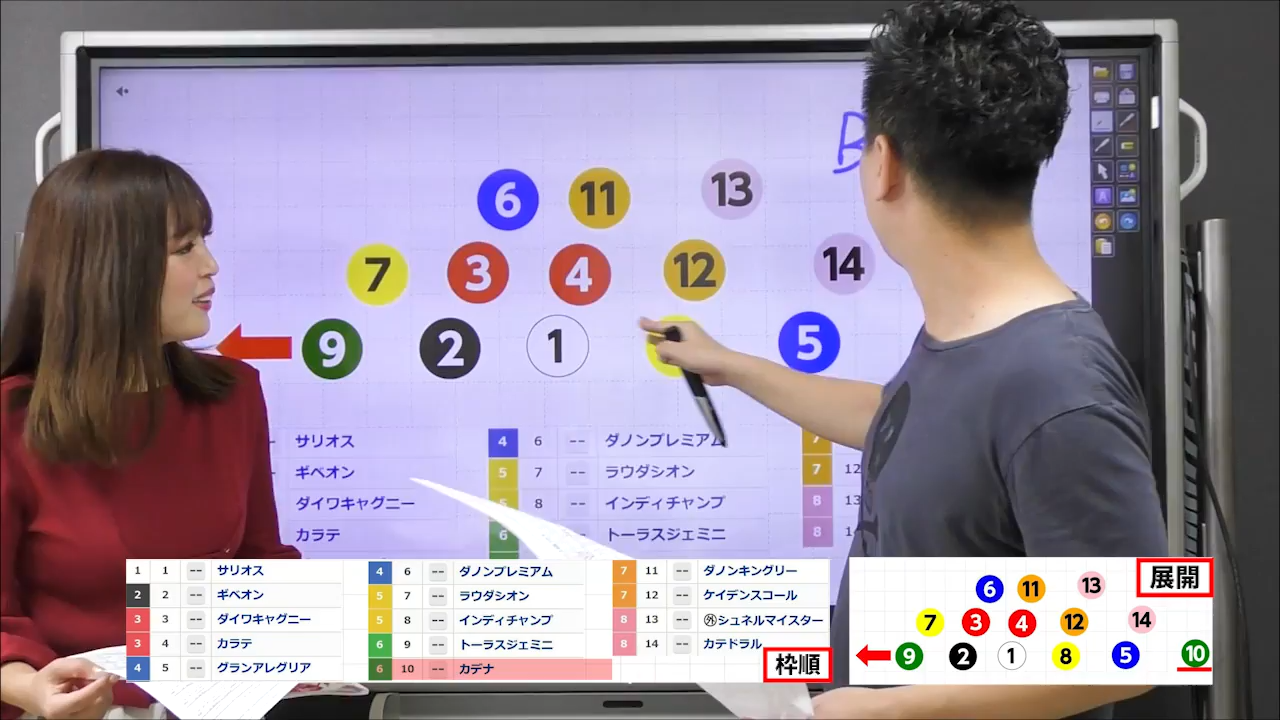 B
6 11 13
7 3 4 12 14
9 2 1 5
サリオス 4 6 -- ダノンプレミアム 7
ギベオン 5 7 -- ラウダシオン 7 12
ダイワキャグニー 5 8 -- インディチャンプ 8 13
カラテ 6 トーラスジェミニ 8
1 1 -- サリオス 4 6 -- ダノンプレミアム 7 11 -- ダノンキングリー
2 2 -- ギベオン 5 7 -- ラウダシオン 7 12 -- ケイデンスコール
3 3 -- ダイワキャグニー 5 8 -- インディチャンプ 8 13 -- 外シュネルマイスター
3 4 -- カラテ 6 9 -- トーラスジェミニ 8 14 -- カテドラル
4 5 -- グランアレグリア 6 10 -- カデナ
枠順
展開
6 11 13
7 3 4 12 14
9 2 1 8 5 10